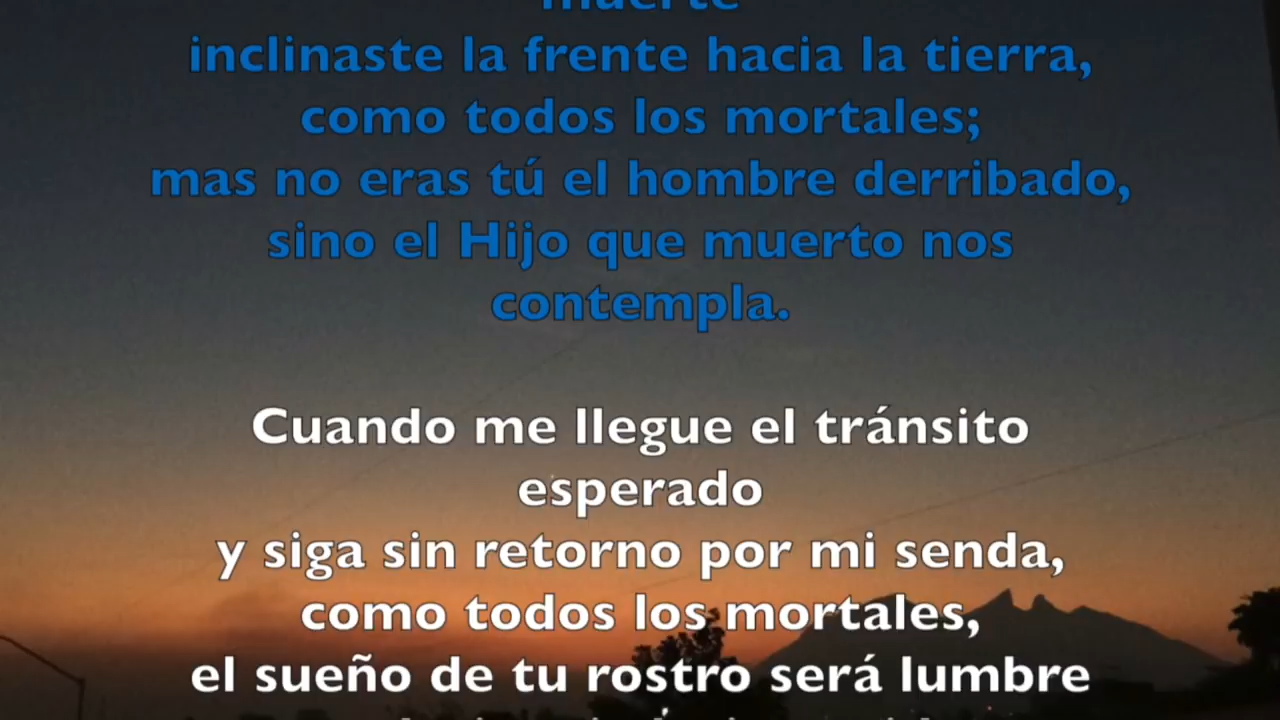 muerte
inclinaste la frente hacia la tierra,
como todos los mortales;
mas no eras tú el hombre derribado,
sino el Hijo que muerto nos
contempla.
Cuando me llegue el tránsito
esperado
y siga sin retorno por mi senda,
como todos los mortales,
el sueño de tu rostro será lumbre